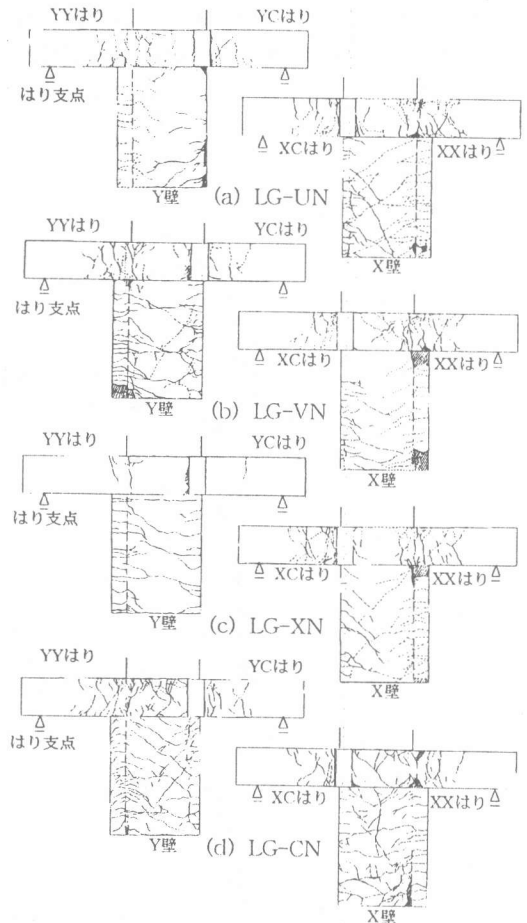 YYはり YCはり
はり支点
Y壁
XCはり XXはり
X壁
(a) LG-UN
YYはり YCはり
はり支点
Y壁
XCはり XXはり
X壁
(b) LG-VN
YYはり YCはり
はり支点
Y壁
XCはり XXはり
X壁
(c) LG-XN
YYはり YCはり
はり支点
Y壁
XCはり XXはり
X壁
(d) LG-CN